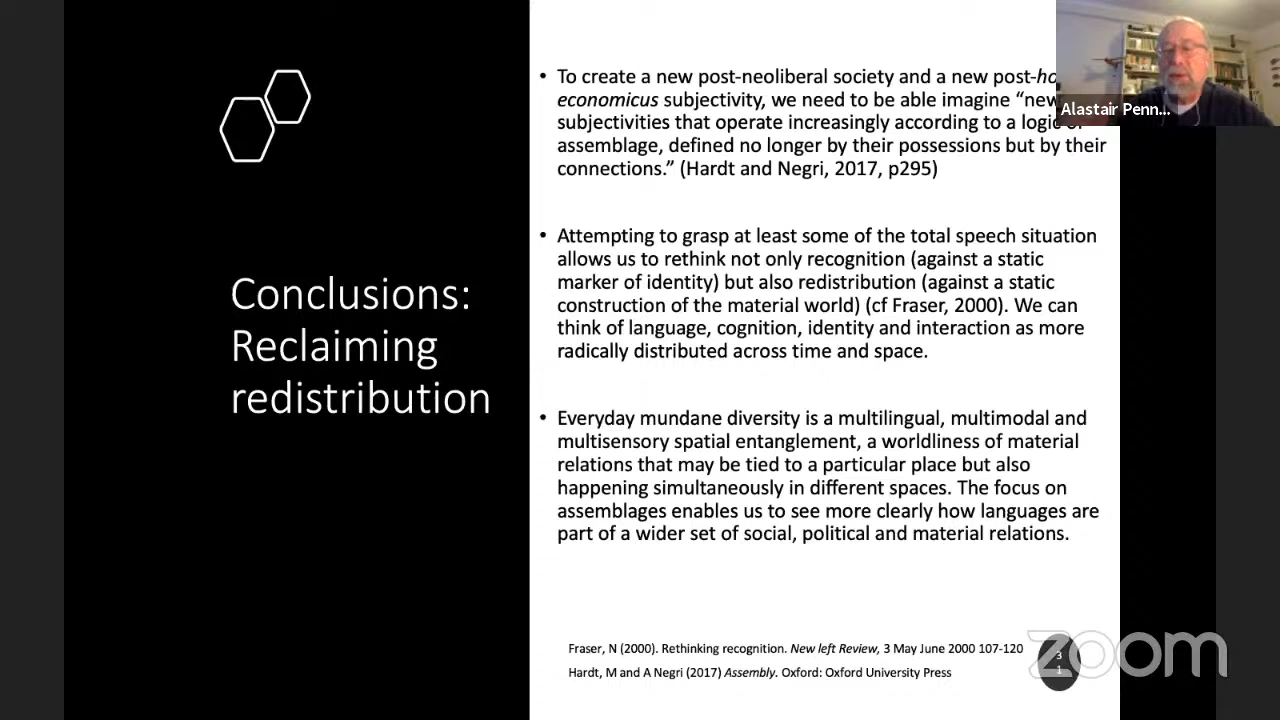 Conclusions:
Reclaiming
redistribution
• To create a new post-neoliberal society and a new post-
economicus subjectivity, we need to be able imagine “new
subjectivities that operate increasingly according to a logic of
assemblage, defined no longer by their possessions but by their
connections.” (Hardt and Negri, 2017, p295)
• Attempting to grasp at least some of the total speech situation
allows us to rethink not only recognition (against a static
marker of identity) but also redistribution (against a static
construction of the material world) (cf Fraser, 2000). We can
think of language, cognition, identity and interaction as more
radically distributed across time and space.
• Everyday mundane diversity is a multilingual, multimodal and
multisensory spatial entanglement, a worldliness of material
relations that may be tied to a particular place but also
happening simultaneously in different spaces. The focus on
assemblages enables us to see more clearly how languages are
part of a wider set of social, political and material relations.
Fraser, N (2000). Rethinking recognition. New left Review, 3 May June 2000 107-120
Hardt, M and A Negri (2017) Assembly. Oxford: Oxford University Press
3
1
Alastair Penn...
zoom